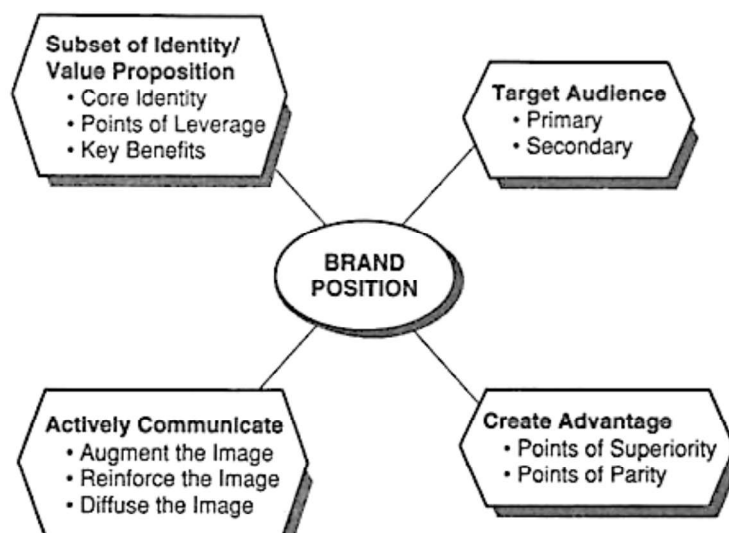 Subset of Identity/
Value Proposition
• Core Identity
• Points of Leverage
• Key Benefits
Target Audience
• Primary
• Secondary
BRAND
POSITION
Actively Communicate
• Augment the Image
• Reinforce the Image
• Diffuse the Image
Create Advantage
• Points of Superiority
• Points of Parity